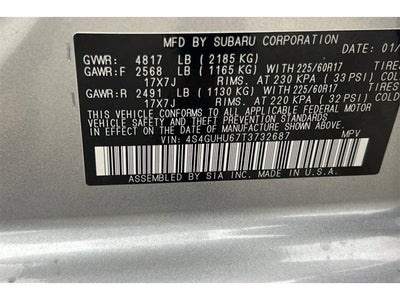 MFD BY SUBARU CORPORATION DATE: 01/
GVWR: 4817 LB ( 2185 KG)
GAWR:F 2568 LB ( 1165 KG) WITH 225/60R17 TIRES
17X7J RIMS AT 230 KPA ( 33 PSI) COLD
GAWR:R 2491 LB ( 1130 KG) WITH 225/60R17 TIRES
17X7J RIMS AT 220 KPA ( 32 PSI) COLD
THIS VEHICLE CONFORMS TO ALL APPLICABLE FEDERAL MOTOR
VEHICLE SAFETY AND THEFT PREVENTION STANDARDS
IN EFFECT ON THE DATE OF MANUFACTURE SHOWN ABOVE.
VIN: 4S4GUHU67T3732687 MPV
ASSEMBLED BY SIA INC. MADE IN U.S.A.